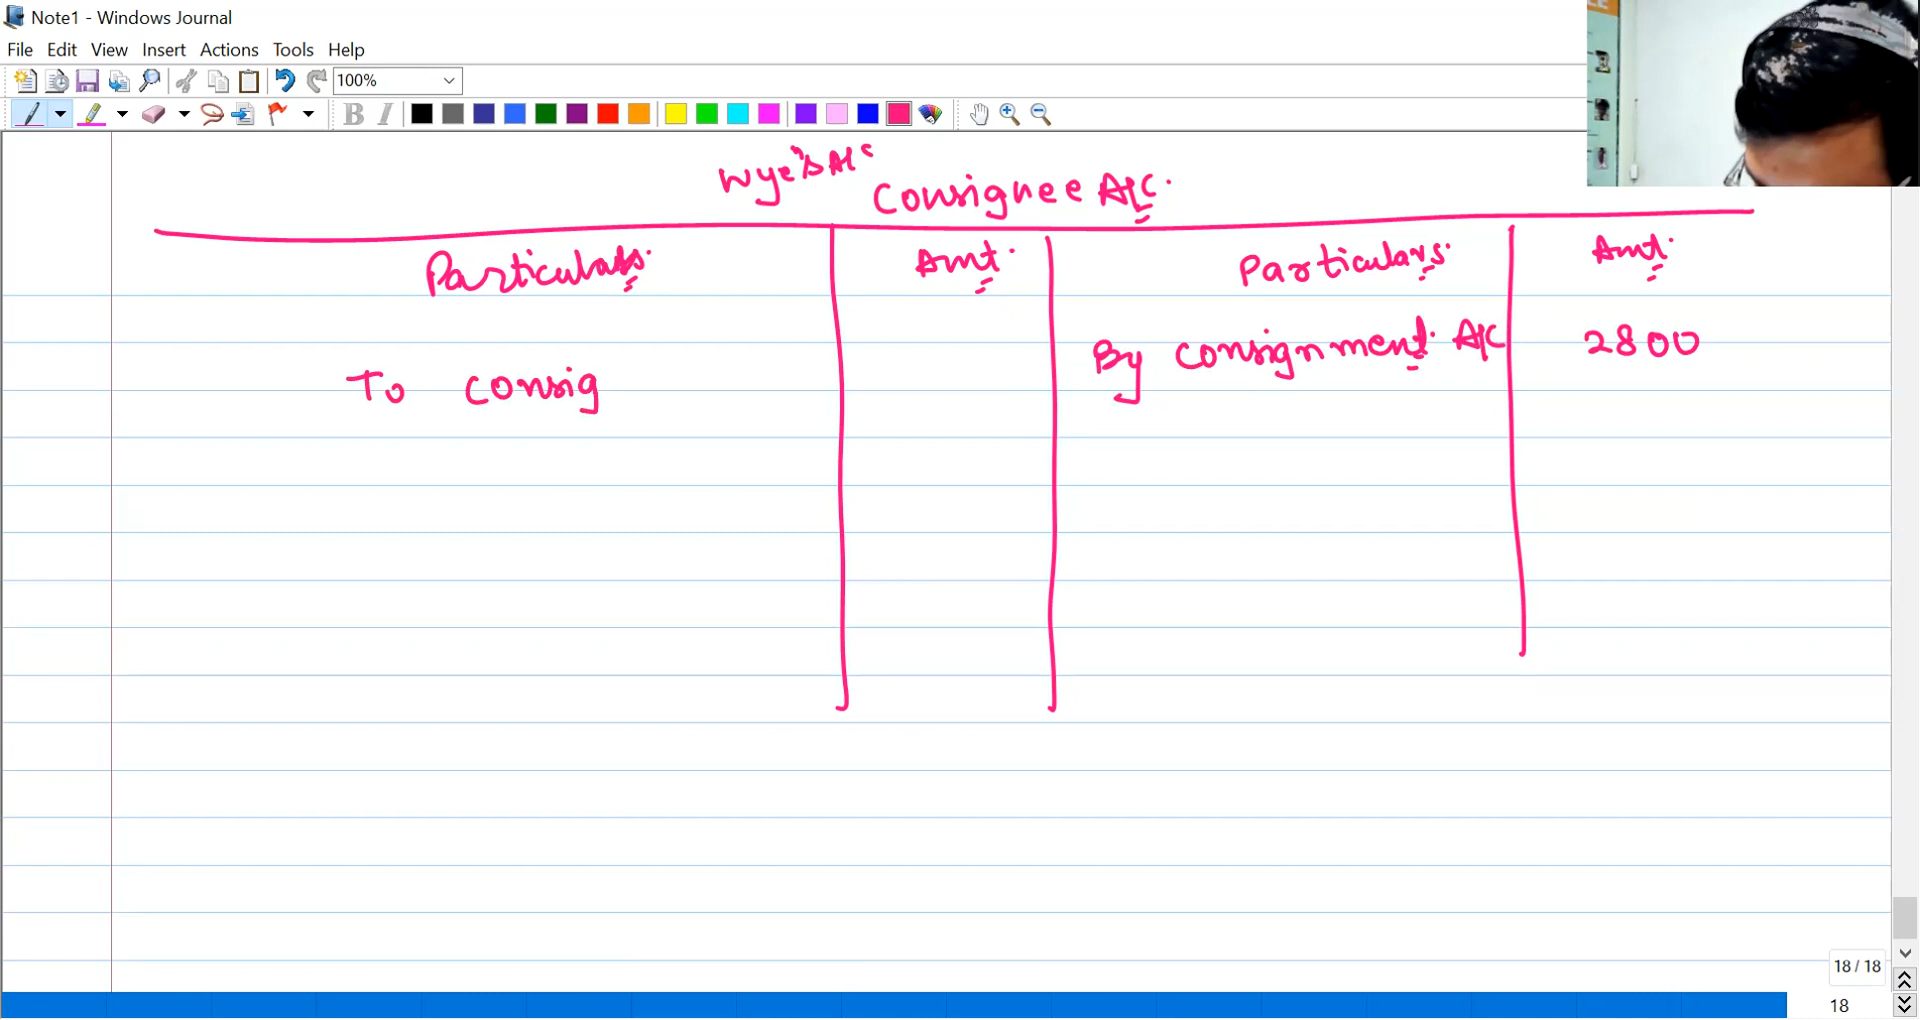 Note1 - Windows Journal
File Edit View Insert Actions Tools Help
100%
B I
Wye's A/c
Consignee A/C.
Particulars. Amt. Particulars. Amt.
By consignment. A/C 2800
To consig
18 / 18
18